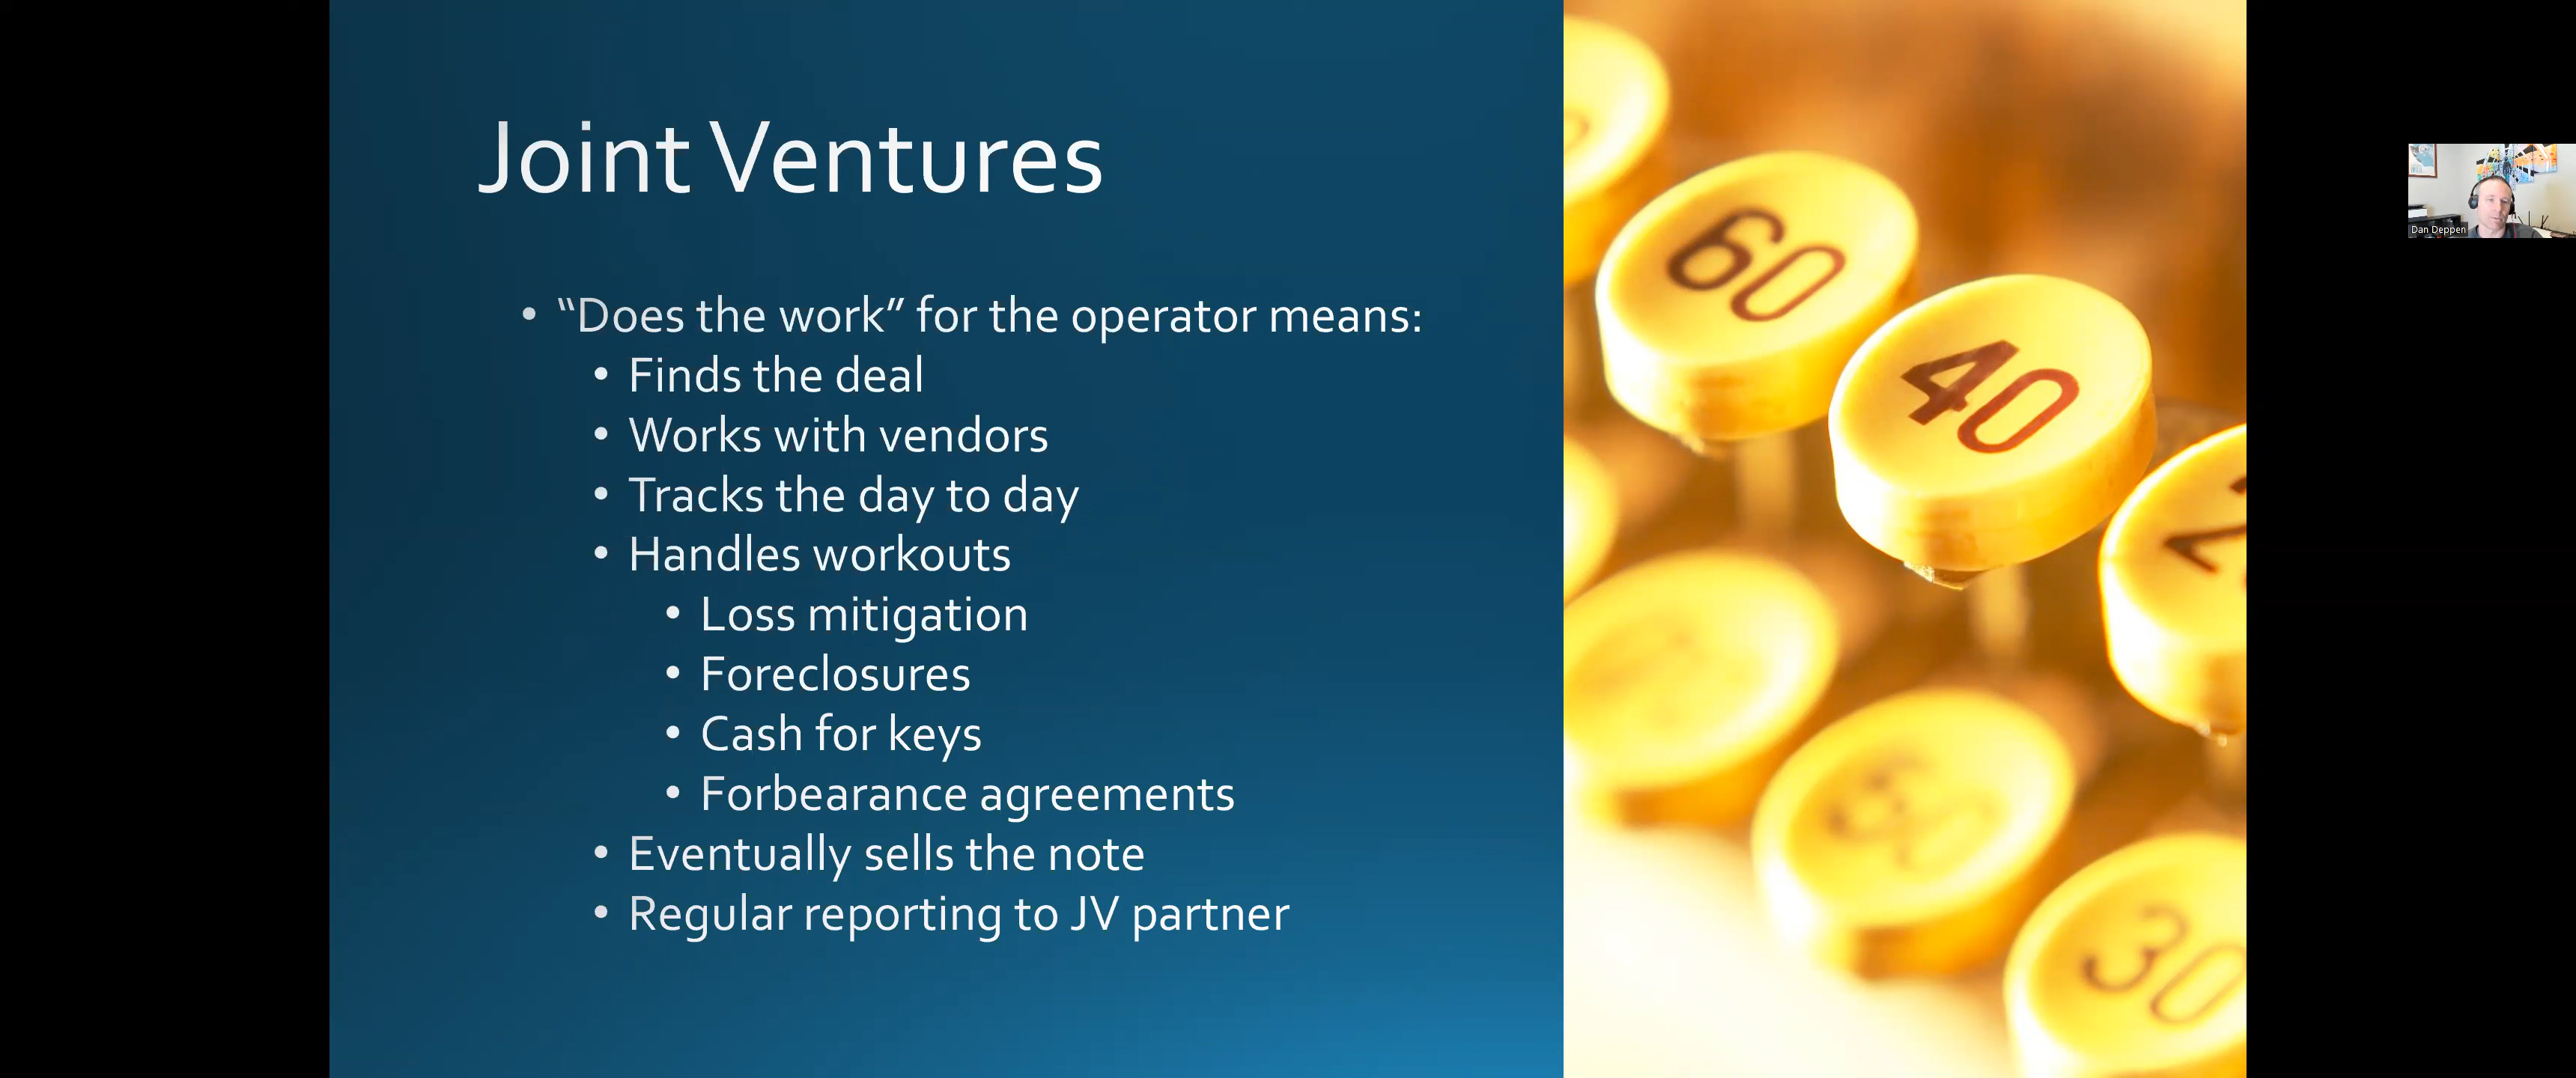 Joint Ventures
• “Does the work” for the operator means:
• Finds the deal
• Works with vendors
• Tracks the day to day
• Handles workouts
• Loss mitigation
• Foreclosures
• Cash for keys
• Forbearance agreements
• Eventually sells the note
• Regular reporting to JV partner
60
40
30
Dan Deppen